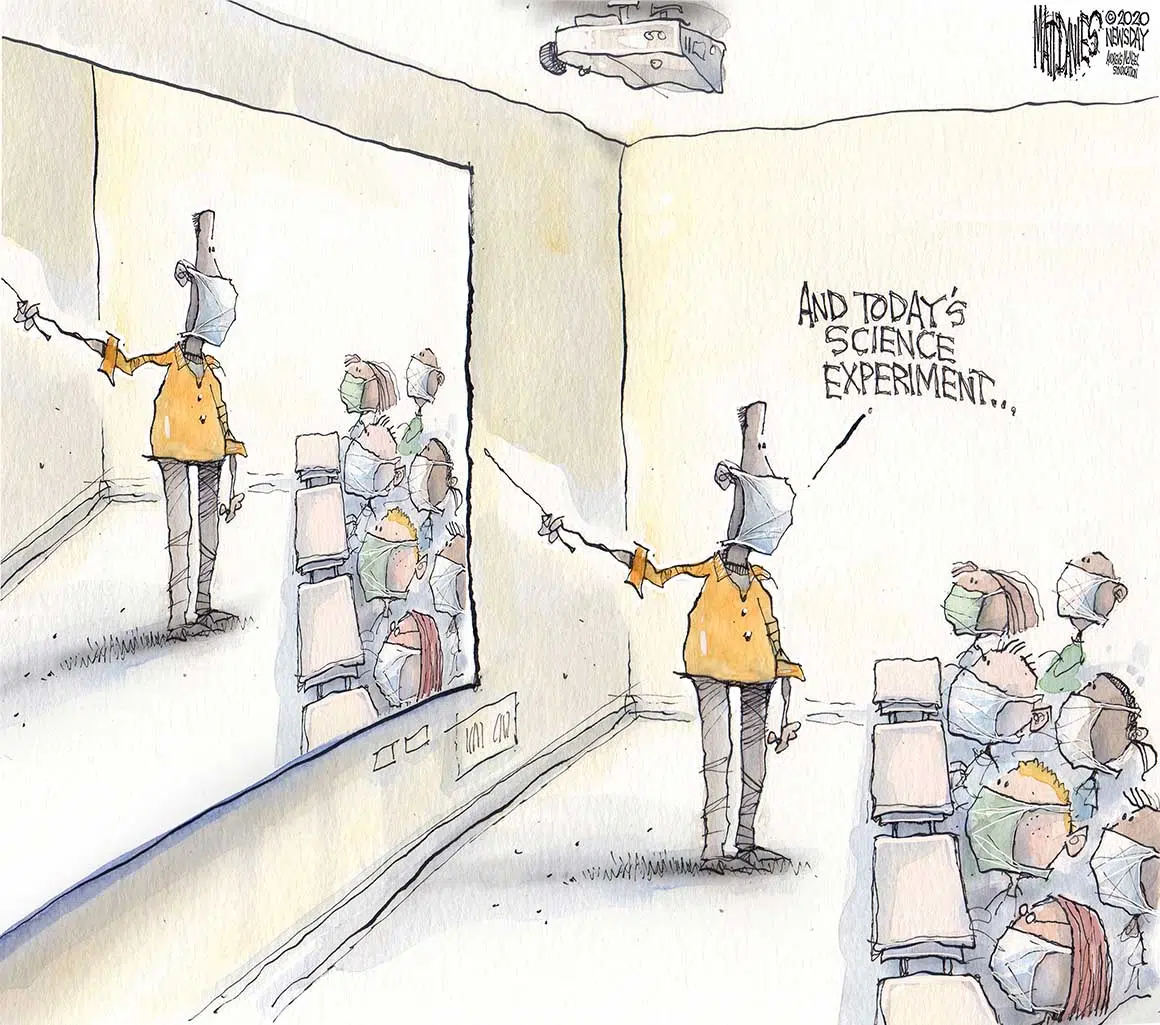 MATT DAVIES
© 2020
NEWSDAY
ANDREWS MCMEEL
SYNDICATION
AND TODAY'S
SCIENCE
EXPERIMENT...